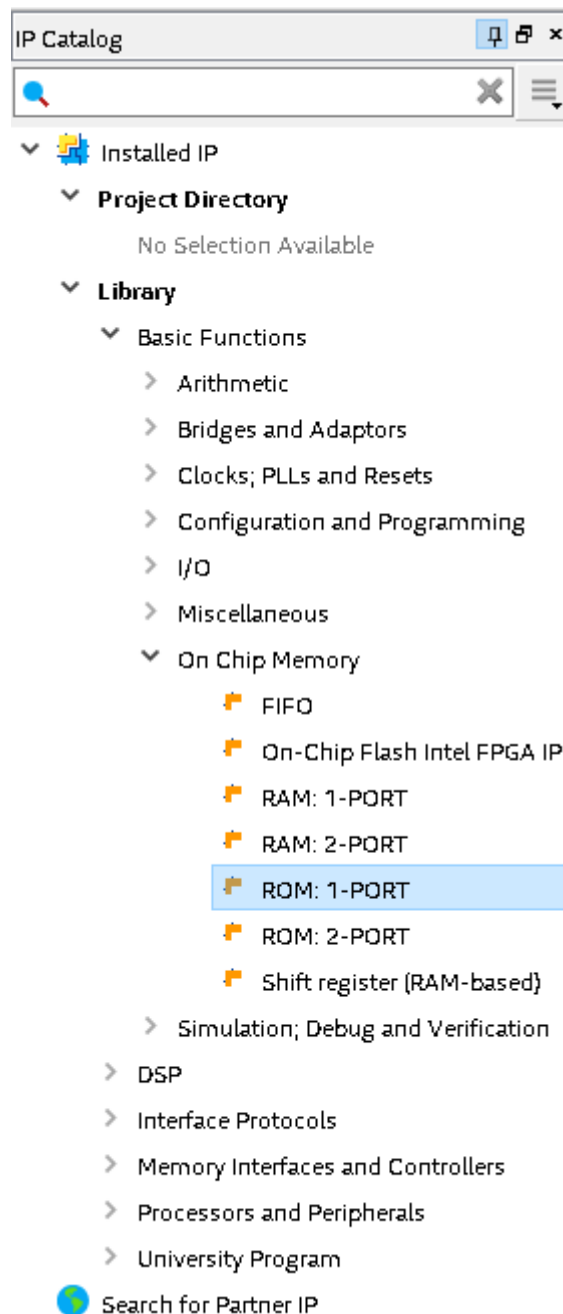 IP Catalog
Installed IP
Project Directory
No Selection Available
Library
Basic Functions
Arithmetic
Bridges and Adaptors
Clocks; PLLs and Resets
Configuration and Programming
I/O
Miscellaneous
On Chip Memory
FIFO
On-Chip Flash Intel FPGA IP
RAM: 1-PORT
RAM: 2-PORT
ROM: 1-PORT
ROM: 2-PORT
Shift register (RAM-based)
Simulation; Debug and Verification
DSP
Interface Protocols
Memory Interfaces and Controllers
Processors and Peripherals
University Program
Search for Partner IP